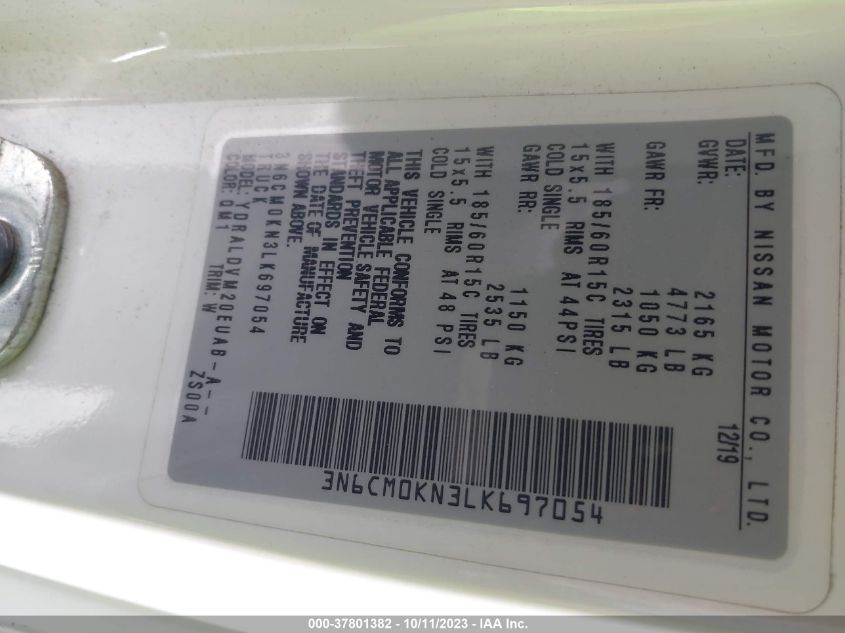 MFD. BY NISSAN MOTOR CO., LTD.
DATE: 12/19
GVWR: 2165 KG
4773 LB
GAWR FR: 1050 KG
2315 LB
WITH 185/60R15C TIRES
15x5.5 RIMS AT 44PSI
COLD SINGLE
GAWR RR: 1150 KG
2535 LB
WITH 185/60R15C TIRES
15x5.5 RIMS AT 48 PSI
COLD SINGLE
THIS VEHICLE CONFORMS TO
ALL APPLICABLE FEDERAL
MOTOR VEHICLE SAFETY AND
THEFT PREVENTION
STANDARDS IN EFFECT ON
THE DATE OF MANUFACTURE
SHOWN ABOVE.
3N6CM0KN3LK697054
TRUCK
MODEL: YDRALDVM20EUAB-A--
COLOR: QM1 TRIM: W ZS00A
3N6CM0KN3LK697054
000-37801382 - 10/11/2023 - IAA Inc.